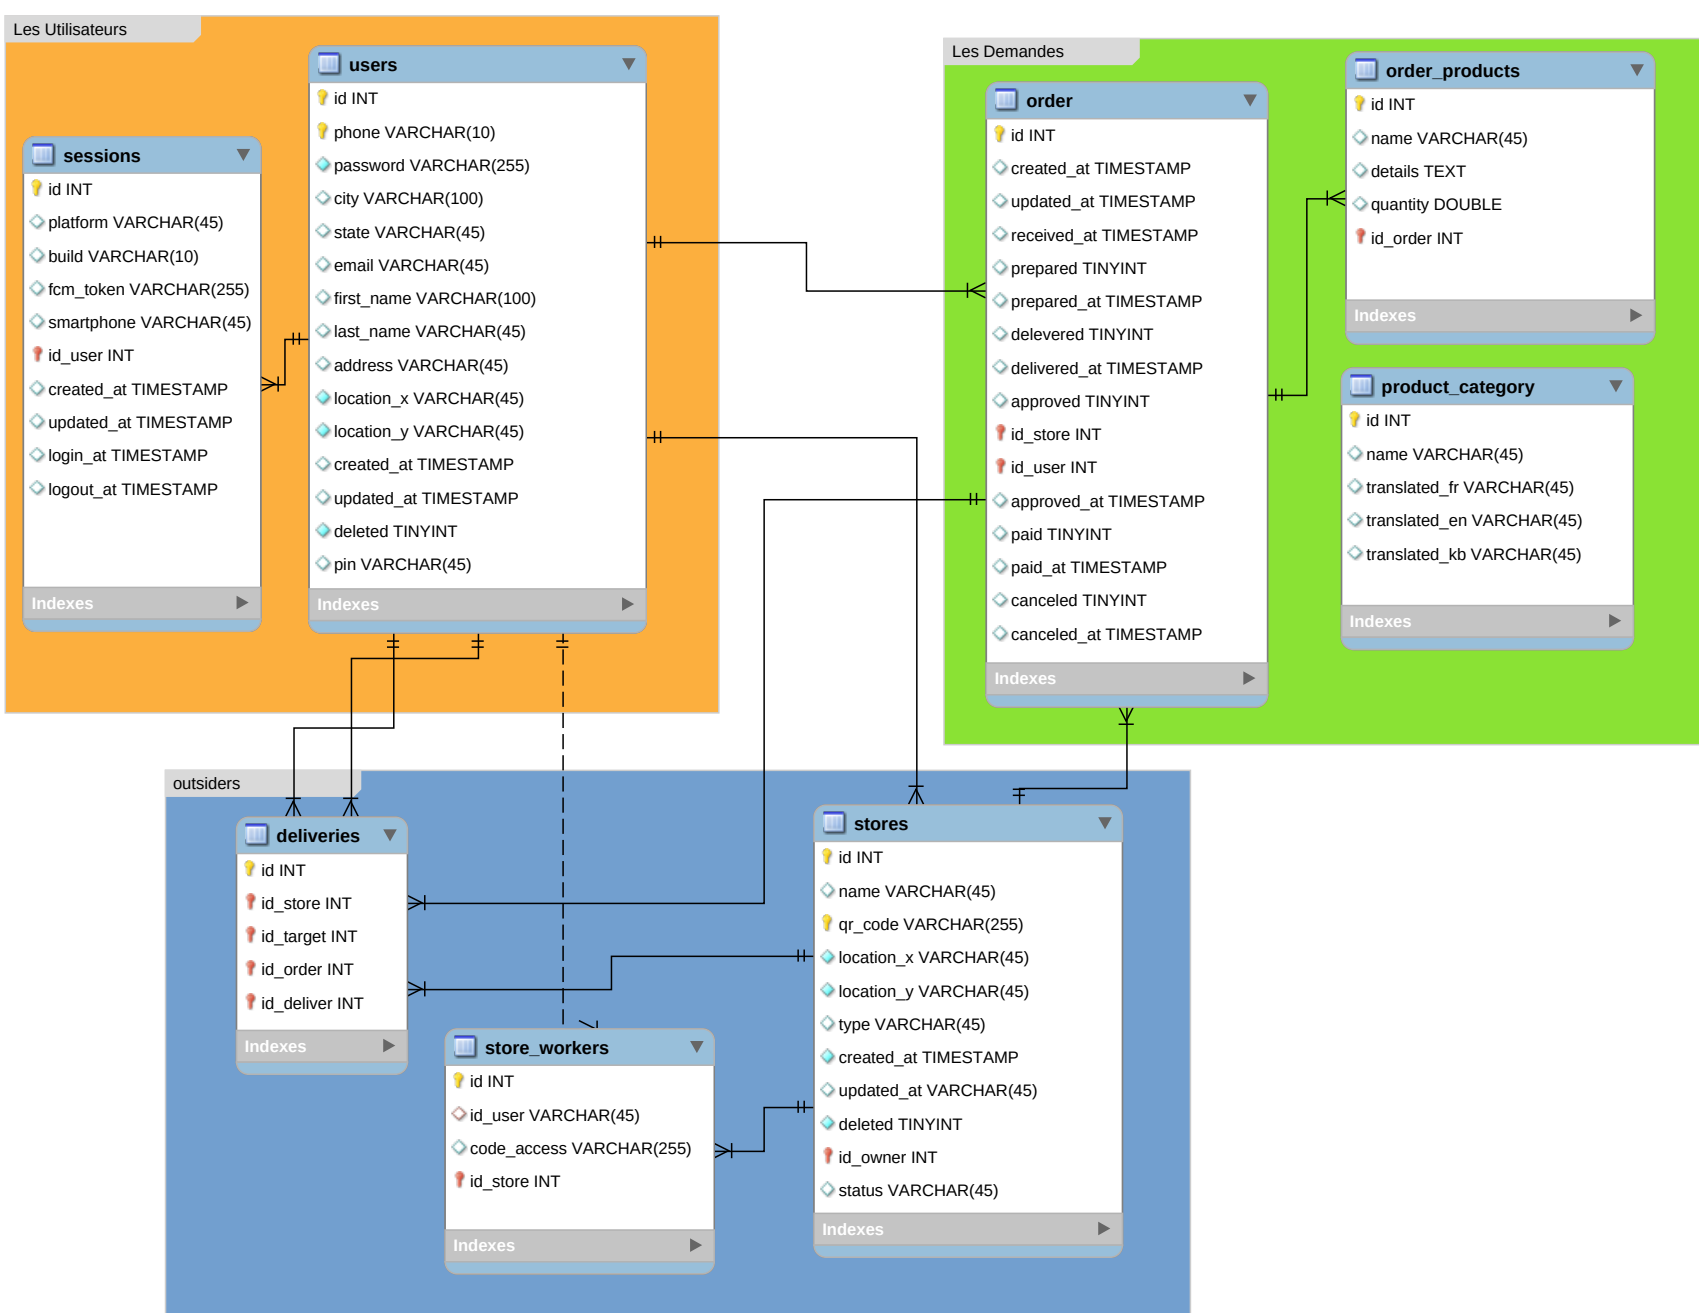 Les Utilisateurs
users
id INT
phone VARCHAR(10)
password VARCHAR(255)
city VARCHAR(100)
state VARCHAR(45)
email VARCHAR(45)
first_name VARCHAR(100)
last_name VARCHAR(45)
address VARCHAR(45)
location_x VARCHAR(45)
location_y VARCHAR(45)
created_at TIMESTAMP
updated_at TIMESTAMP
deleted TINYINT
pin VARCHAR(45)
Indexes
sessions
id INT
platform VARCHAR(45)
build VARCHAR(10)
fcm_token VARCHAR(255)
smartphone VARCHAR(45)
id_user INT
created_at TIMESTAMP
updated_at TIMESTAMP
login_at TIMESTAMP
logout_at TIMESTAMP
Indexes
Les Demandes
order
id INT
created_at TIMESTAMP
updated_at TIMESTAMP
received_at TIMESTAMP
prepared TINYINT
prepared_at TIMESTAMP
delevered TINYINT
delivered_at TIMESTAMP
approved TINYINT
id_store INT
id_user INT
approved_at TIMESTAMP
paid TINYINT
paid_at TIMESTAMP
canceled TINYINT
canceled_at TIMESTAMP
Indexes
order_products
id INT
name VARCHAR(45)
details TEXT
quantity DOUBLE
id_order INT
Indexes
product_category
id INT
name VARCHAR(45)
translated_fr VARCHAR(45)
translated_en VARCHAR(45)
translated_kb VARCHAR(45)
Indexes
outsiders
deliveries
id INT
id_store INT
id_target INT
id_order INT
id_deliver INT
Indexes
store_workers
id INT
id_user VARCHAR(45)
code_access VARCHAR(255)
id_store INT
Indexes
stores
id INT
name VARCHAR(45)
qr_code VARCHAR(255)
location_x VARCHAR(45)
location_y VARCHAR(45)
type VARCHAR(45)
created_at TIMESTAMP
updated_at VARCHAR(45)
deleted TINYINT
id_owner INT
status VARCHAR(45)
Indexes